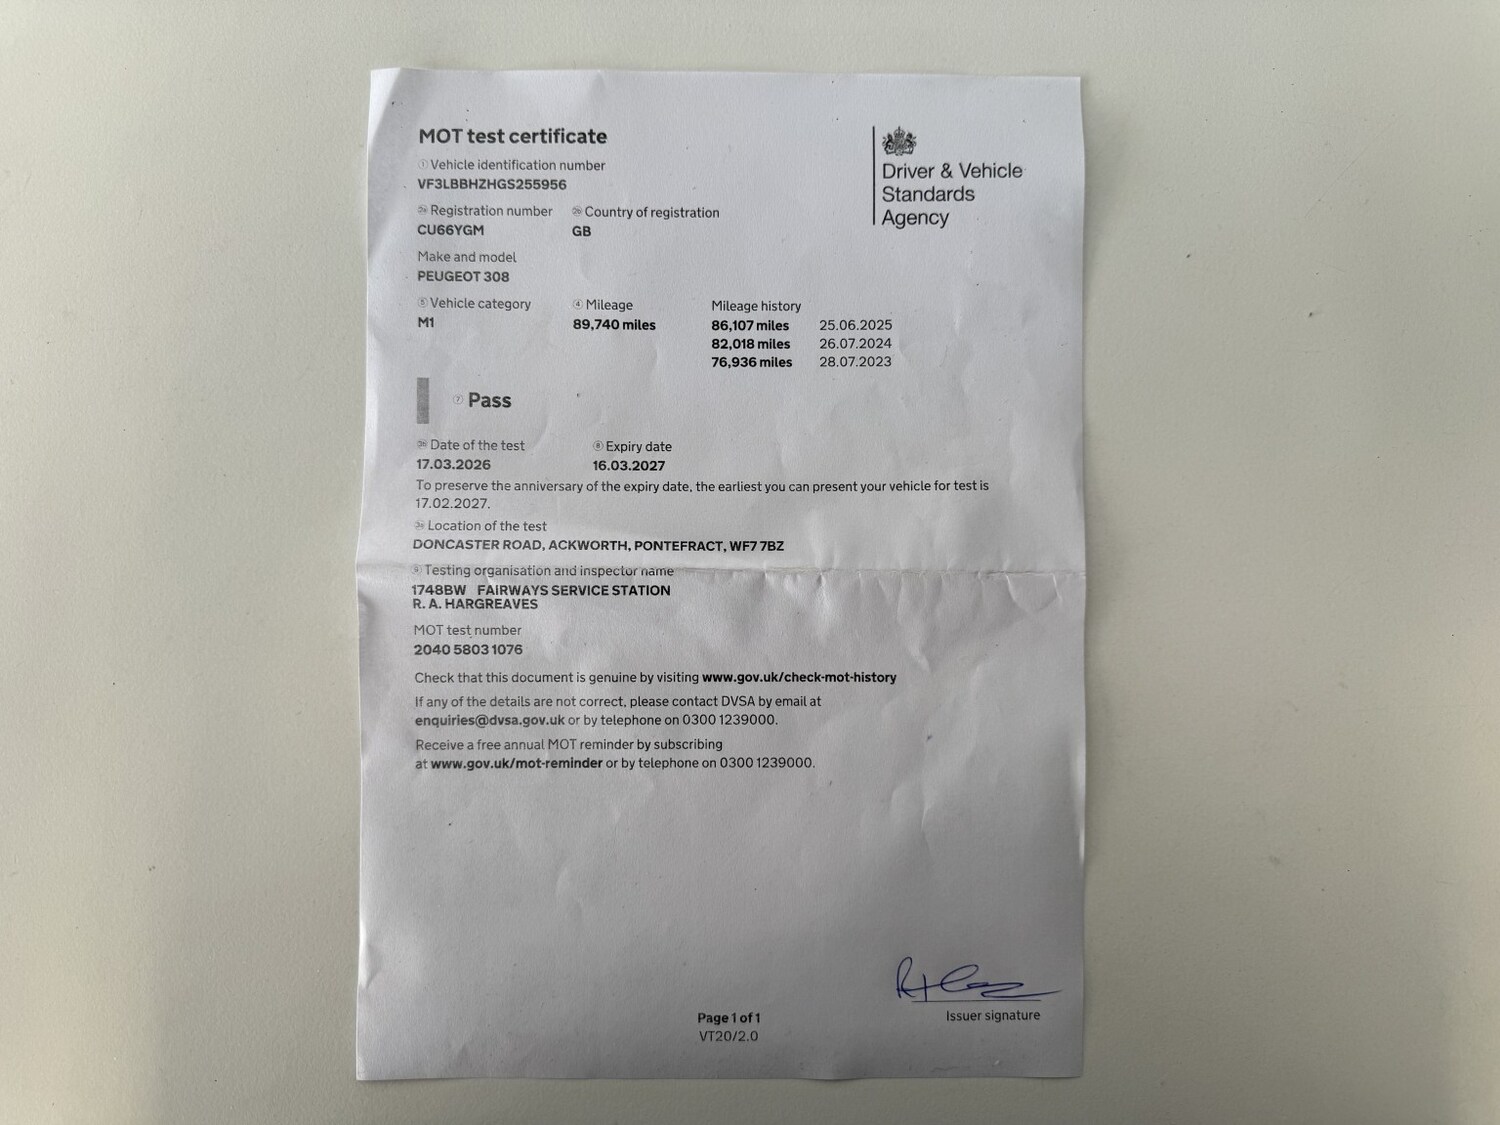 MOT test certificate
Driver & Vehicle
Standards
Agency
① Vehicle identification number
VF3LBBHZHGS255956
Registration number Country of registration
CU66YGM GB
Make and model
PEUGEOT 308
⑤ Vehicle category ④ Mileage Mileage history
M1 89,740 miles 86,107 miles 25.06.2025
82,018 miles 26.07.2024
76,936 miles 28.07.2023
⑦ Pass
Date of the test ⑧ Expiry date
17.03.2026 16.03.2027
To preserve the anniversary of the expiry date, the earliest you can present your vehicle for test is
17.02.2027.
Location of the test
DONCASTER ROAD, ACKWORTH, PONTEFRACT, WF7 7BZ
Testing organisation and inspector name
1748BW FAIRWAYS SERVICE STATION
R. A. HARGREAVES
MOT test number
2040 5803 1076
Check that this document is genuine by visiting www.gov.uk/check-mot-history
If any of the details are not correct, please contact DVSA by email at
enquiries@dvsa.gov.uk or by telephone on 0300 1239000.
Receive a free annual MOT reminder by subscribing
at www.gov.uk/mot-reminder or by telephone on 0300 1239000.
Issuer signature
Page 1 of 1
VT20/2.0